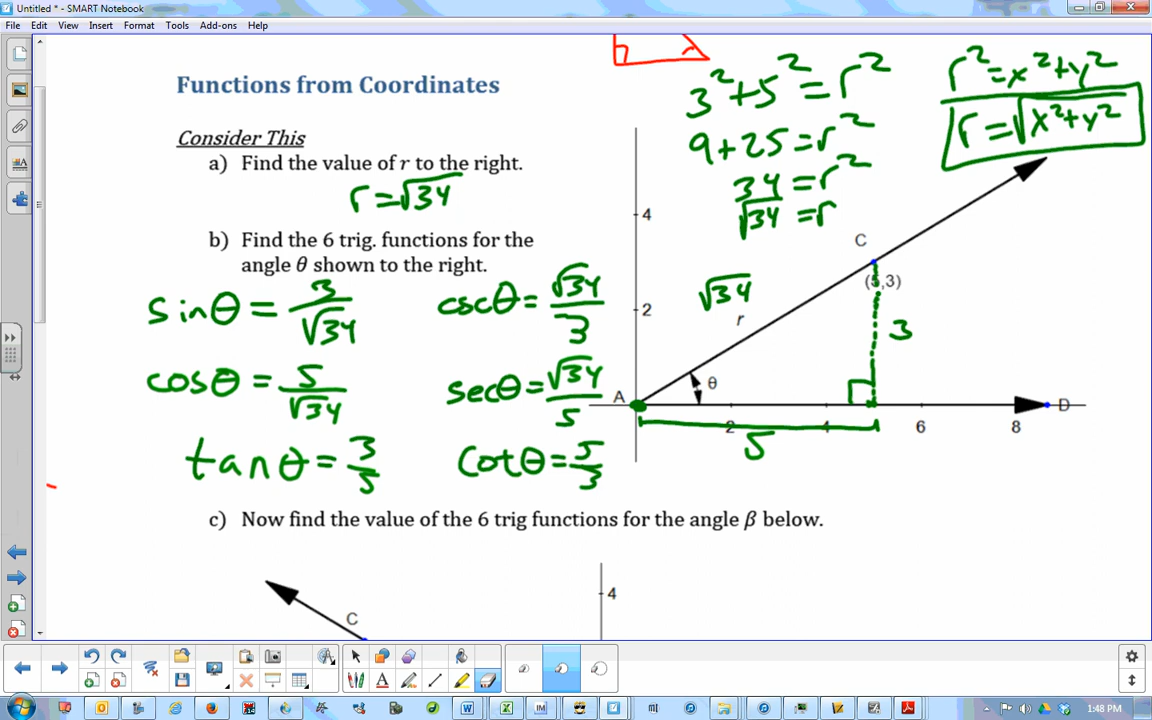 Untitled * - SMART Notebook
File Edit View Insert Format Tools Add-ons Help
Functions from Coordinates
Consider This
a) Find the value of r to the right.
r = √34
b) Find the 6 trig. functions for the
angle θ shown to the right.
sinθ = 3/√34
cscθ = √34/3
cosθ = 5/√34
secθ = √34/5
tanθ = 3/5
cotθ = 5/3
3² + 5² = r²
9 + 25 = r²
34 = r²
√34 = r
r² = x² + y²
r = √x² + y²
4
C
(5,3)
√34
2
r
3
θ
A
D
2 4 6 8
5
c) Now find the value of the 6 trig functions for the angle β below.
4
C
1:48 PM